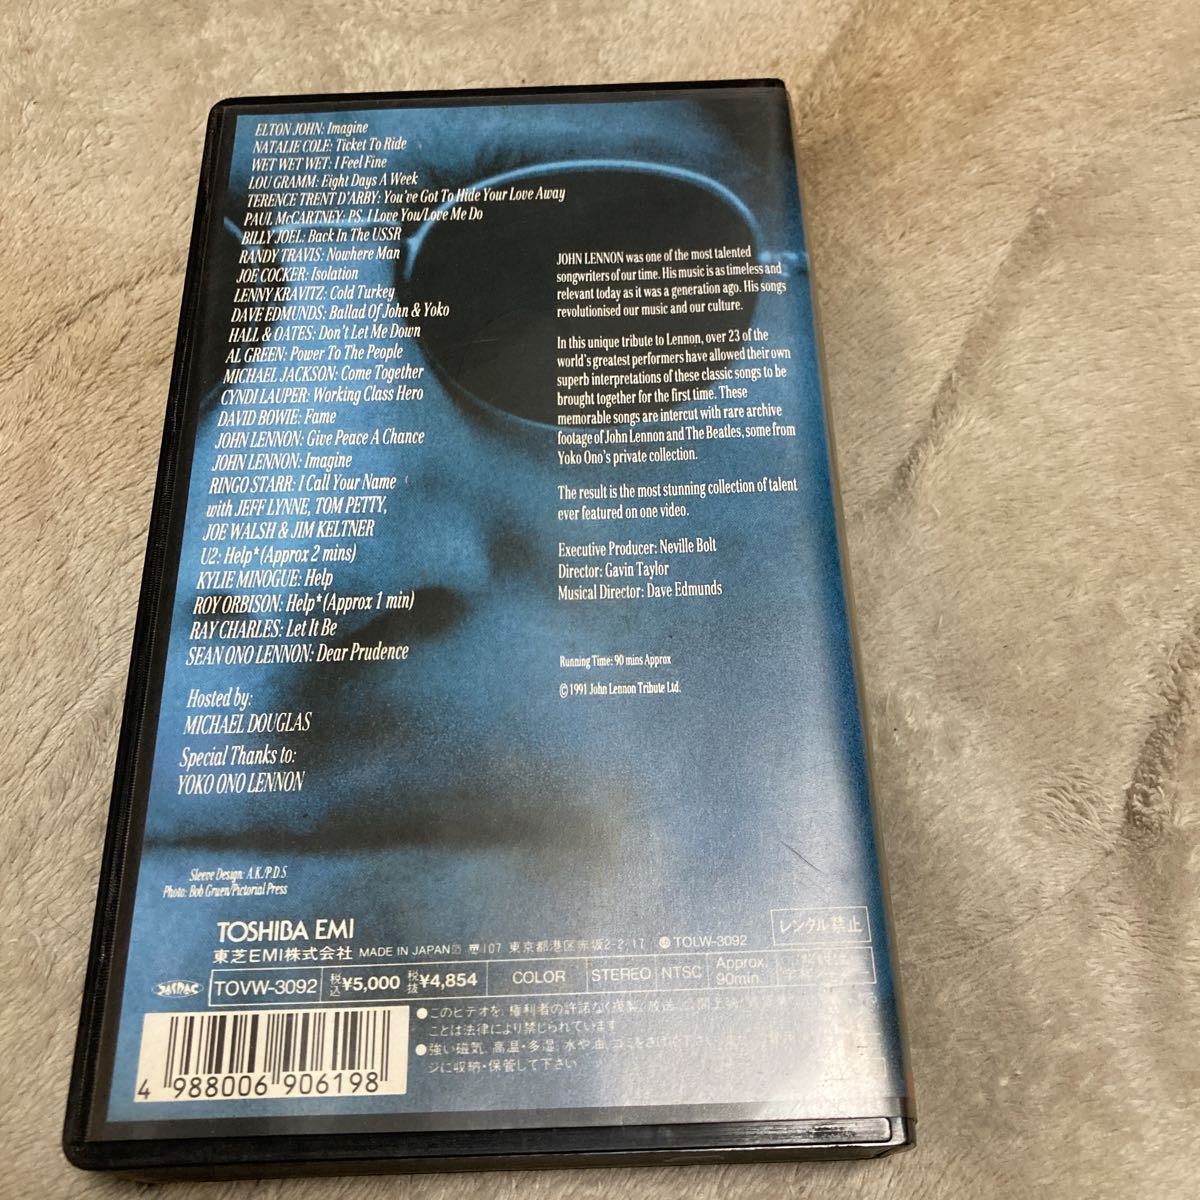 ELTON JOHN: Imagine
NATALIE COLE: Ticket To Ride
WET WET WET: I Feel Fine
LOU GRAMM: Eight Days A Week
TERENCE TRENT D'ARBY: You've Got To Hide Your Love Away
PAUL McCARTNEY: PS. I Love You/Love Me Do
BILLY JOEL: Back In The USSR
RANDY TRAVIS: Nowhere Man
JOE COCKER: Isolation
LENNY KRAVITZ: Cold Turkey
DAVE EDMUNDS: Ballad Of John & Yoko
HALL & OATES: Don't Let Me Down
AL GREEN: Power To The People
MICHAEL JACKSON: Come Together
CYNDI LAUPER: Working Class Hero
DAVID BOWIE: Fame
JOHN LENNON: Give Peace A Chance
JOHN LENNON: Imagine
RINGO STARR: I Call Your Name
with JEFF LYNNE, TOM PETTY,
JOE WALSH & JIM KELTNER
U2: Help* (Approx 2 mins)
KYLIE MINOGUE: Help
ROY ORBISON: Help* (Approx 1 min)
RAY CHARLES: Let It Be
SEAN ONO LENNON: Dear Prudence
Hosted by:
MICHAEL DOUGLAS
Special Thanks to:
YOKO ONO LENNON
JOHN LENNON was one of the most talented
songwriters of our time. His music is as timeless and
relevant today as it was a generation ago. His songs
revolutionised our music and our culture.
In this unique tribute to Lennon, over 23 of the
world's greatest performers have allowed their own
superb interpretations of these classic songs to be
brought together for the first time. These
memorable songs are intercut with rare archive
footage of John Lennon and The Beatles, some from
Yoko Ono's private collection.
The result is the most stunning collection of talent
ever featured on one video.
Executive Producer: Neville Bolt
Director: Gavin Taylor
Musical Director: Dave Edmunds
Running Time: 90 mins Approx
© 1991 John Lennon Tribute Ltd.
Sleeve Design: A.K./P.D.S.
Photo: Bob Gruen/Pictorial Press
TOSHIBA EMI
レンタル禁止
東芝EMI株式会社 MADE IN JAPAN 〒107 東京都港区赤坂2-2-17 TOLW-3092
JASRAC TOVW-3092 税込¥5,000 税抜¥4,854 COLOR STEREO NTSC Approx. 90min.
●このビデオを、権利者の許諾なく複製、放送、公開上映
ことは法律により禁じられています
●強い磁気、高温・多湿、水や油、ゴミをさけ
ジに収納・保管して下さい
4 988006 906198